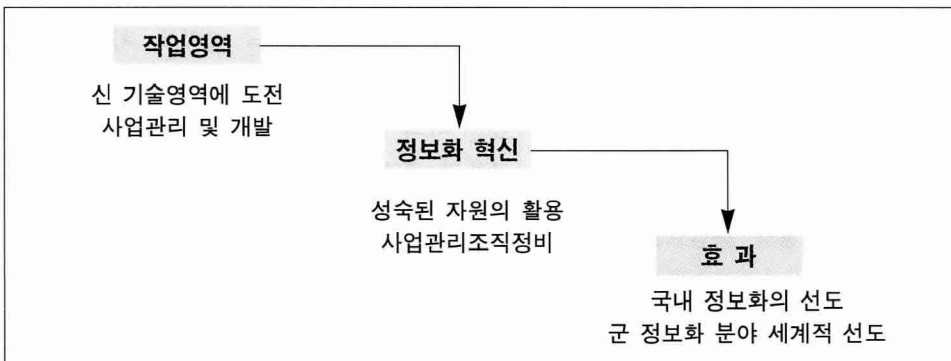 작업영역
신 기술영역에 도전
사업관리 및 개발
정보화 혁신
성숙된 자원의 활용
사업관리조직정비
효 과
국내 정보화의 선도
군 정보화 분야 세계적 선도